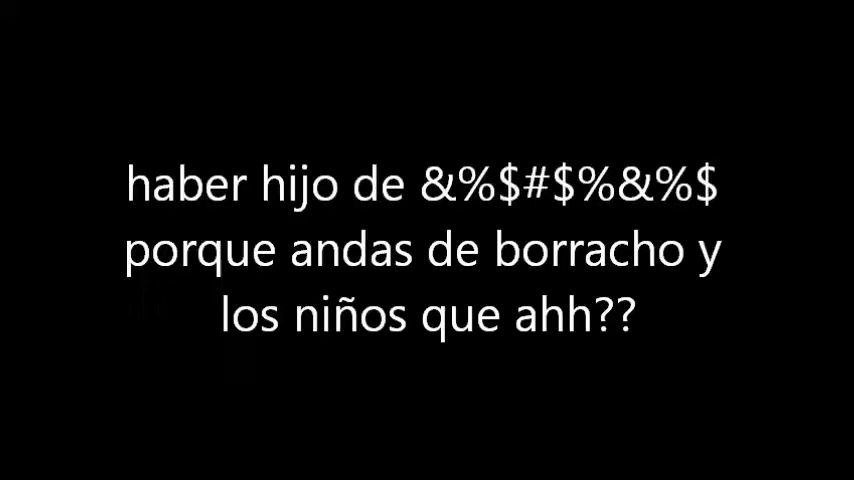 haber hijo de &%$#$%&%$
porque andas de borracho y
los niños que ahh??